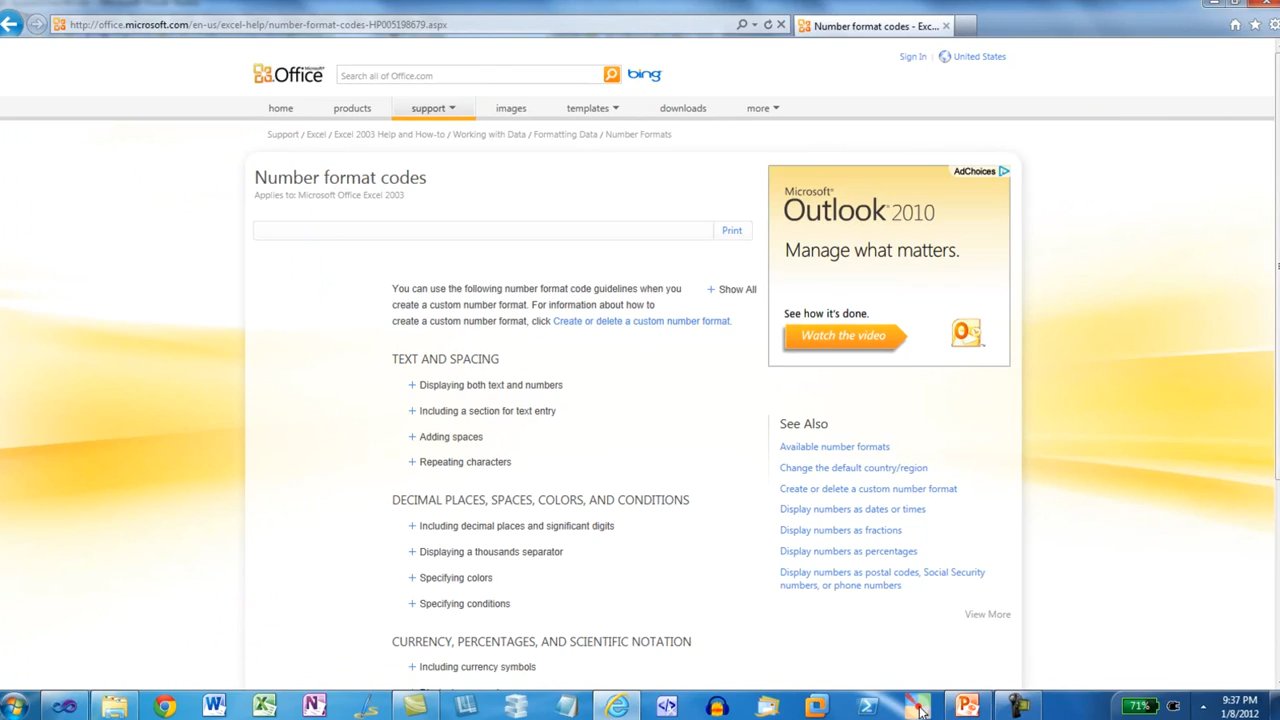 http://office.microsoft.com/en-us/excel-help/number-format-codes-HP005198679.aspx
Number format codes - Exc...
Microsoft
Office
Search all of Office.com
bing
Sign In
United States
home
products
support
images
templates
downloads
more
Support / Excel / Excel 2003 Help and How-to / Working with Data / Formatting Data / Number Formats
Number format codes
Applies to: Microsoft Office Excel 2003
Print
AdChoices
Microsoft®
Outlook® 2010
Manage what matters.
See how it's done.
Watch the video
You can use the following number format code guidelines when you
create a custom number format. For information about how to
create a custom number format, click Create or delete a custom number format.
+ Show All
TEXT AND SPACING
+ Displaying both text and numbers
+ Including a section for text entry
+ Adding spaces
+ Repeating characters
DECIMAL PLACES, SPACES, COLORS, AND CONDITIONS
+ Including decimal places and significant digits
+ Displaying a thousands separator
+ Specifying colors
+ Specifying conditions
CURRENCY, PERCENTAGES, AND SCIENTIFIC NOTATION
+ Including currency symbols
See Also
Available number formats
Change the default country/region
Create or delete a custom number format
Display numbers as dates or times
Display numbers as fractions
Display numbers as percentages
Display numbers as postal codes, Social Security
numbers, or phone numbers
View More
71%
9:37 PM
1/8/2012